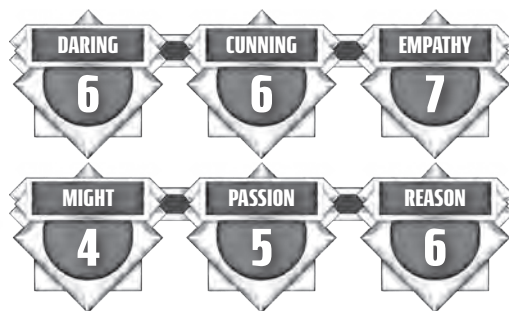 DARING CUNNING EMPATHY
6 6 7
MIGHT PASSION REASON
4 5 6